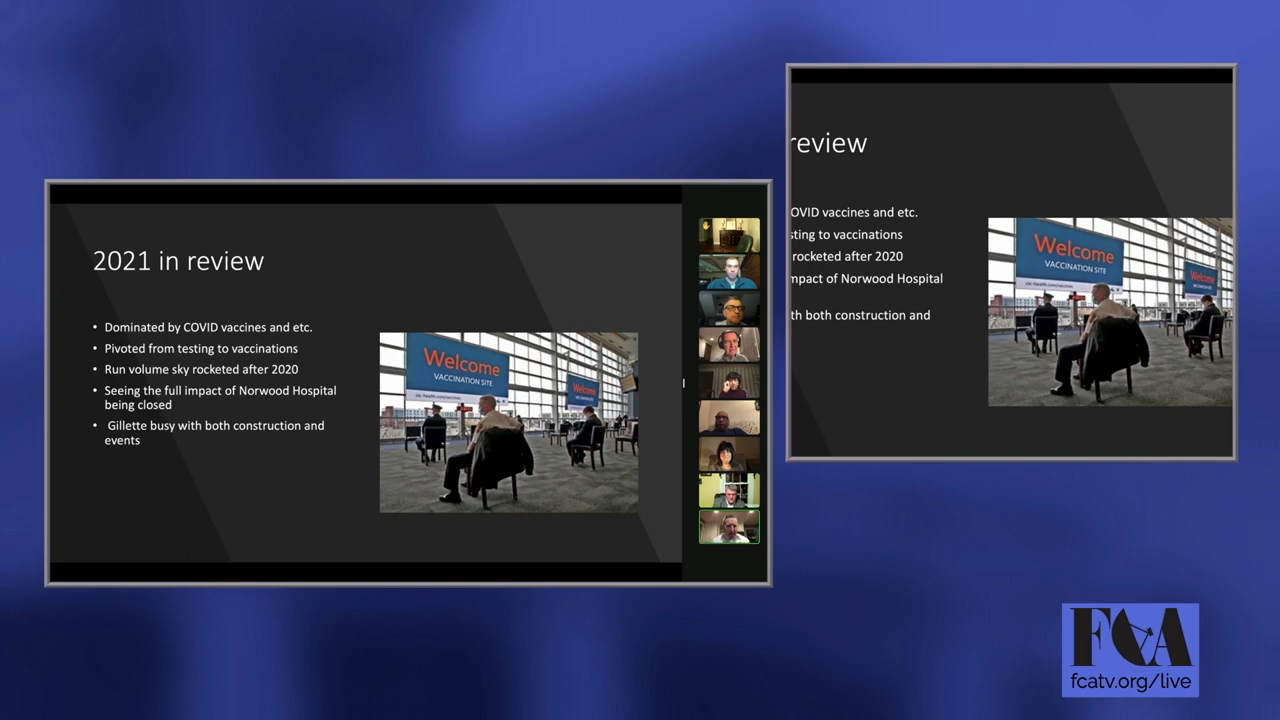 2021 in review
• Dominated by COVID vaccines and etc.
• Pivoted from testing to vaccinations
• Run volume sky rocketed after 2020
• Seeing the full impact of Norwood Hospital
being closed
• Gillette busy with both construction and
events
Welcome
VACCINATION SITE
Welcome
review
OVID vaccines and etc.
sting to vaccinations
rocketed after 2020
mpact of Norwood Hospital
th both construction and
Welcome
VACCINATION SITE
Welcome
FCA
fcatv.org/live